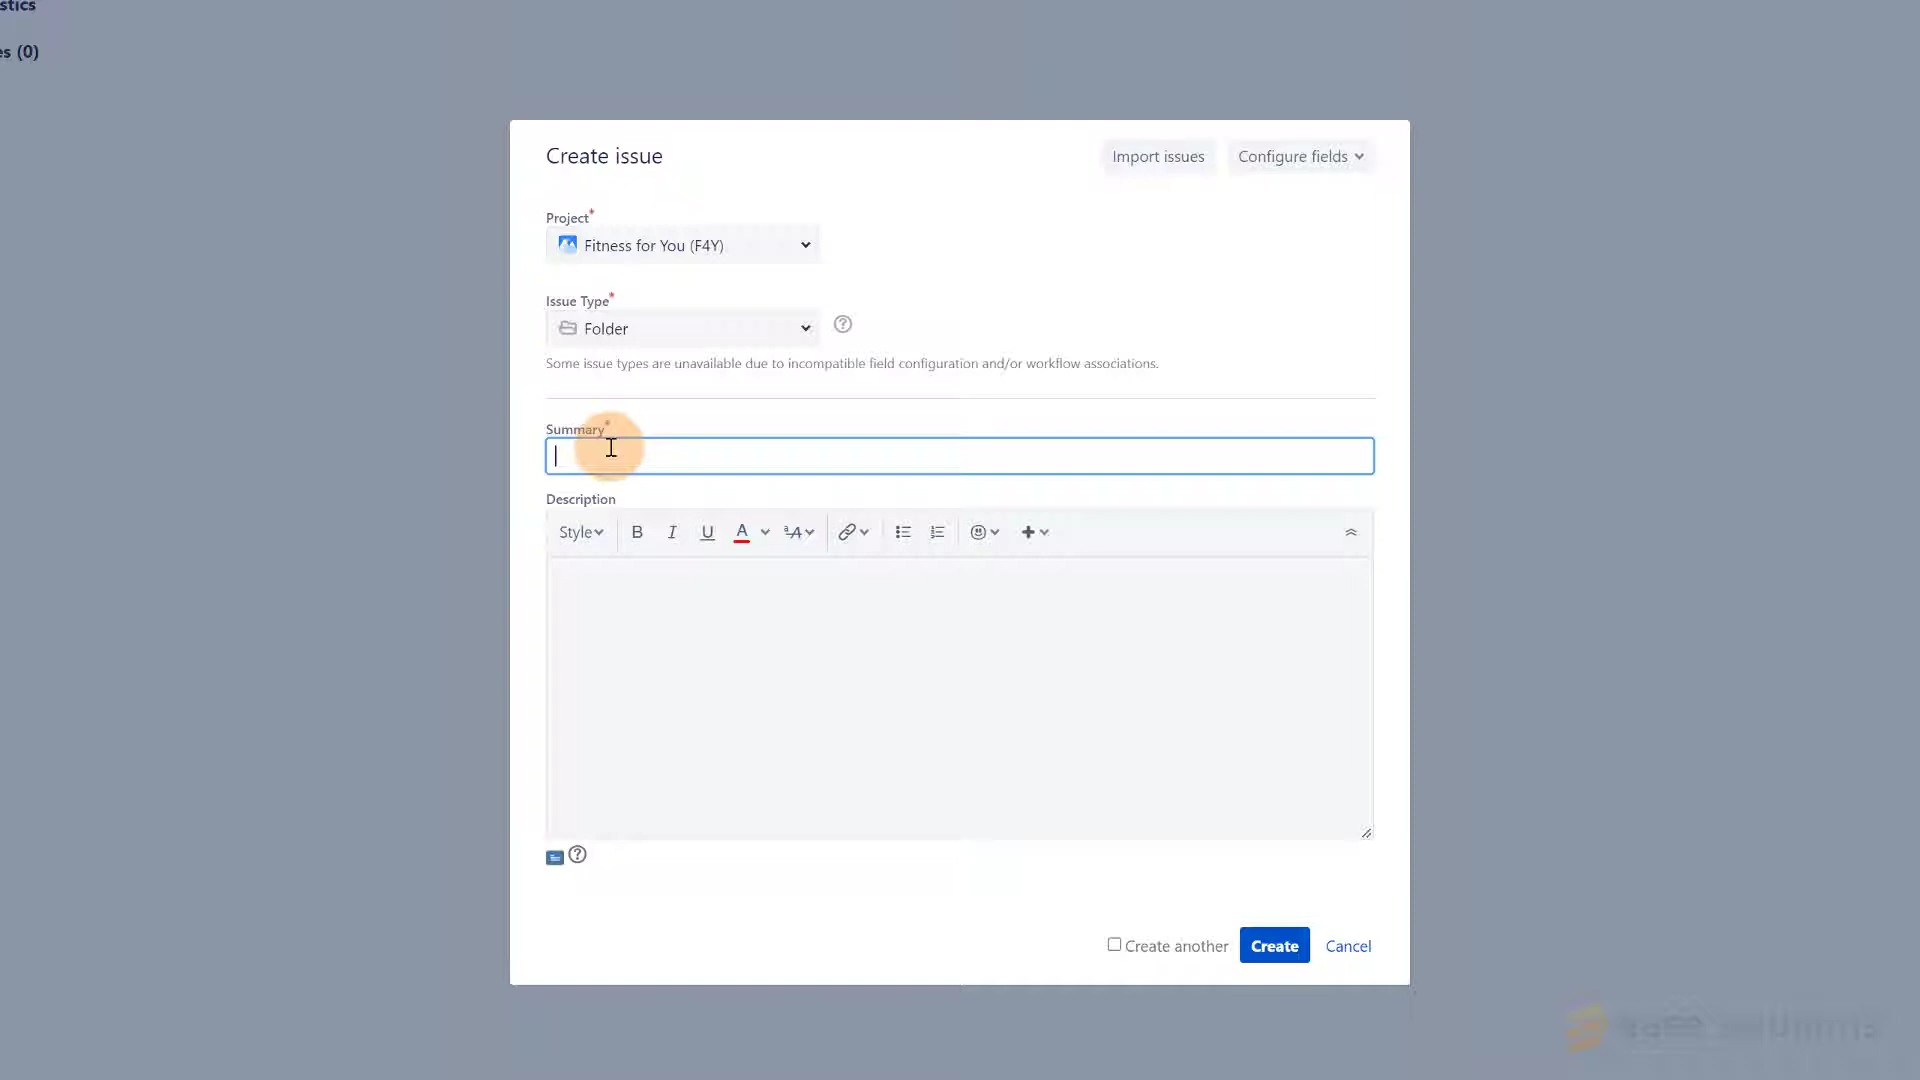 stics
es (0)
Create issue
Import issues
Configure fields
Project*
Fitness for You (F4Y)
Issue Type*
Folder
Some issue types are unavailable due to incompatible field configuration and/or workflow associations.
Summary*
Description
Style
B I U A
Create another
Create
Cancel